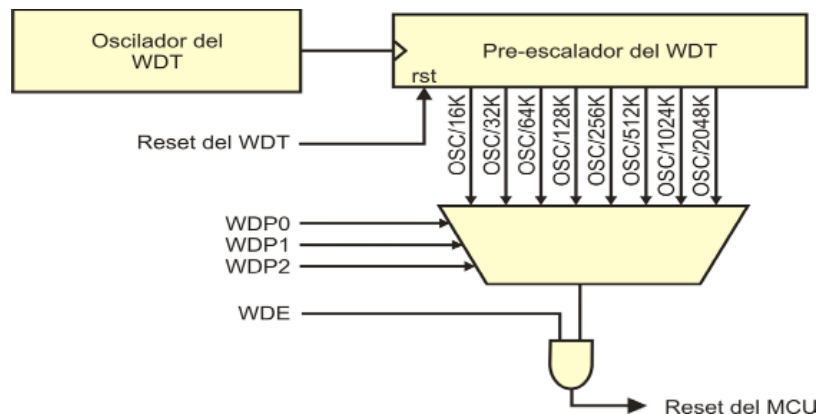 Oscilador del
WDT
Pre-escalador del WDT
rst
Reset del WDT
OSC/16K
OSC/32K
OSC/64K
OSC/128K
OSC/256K
OSC/512K
OSC/1024K
OSC/2048K
WDP0
WDP1
WDP2
WDE
Reset del MCU